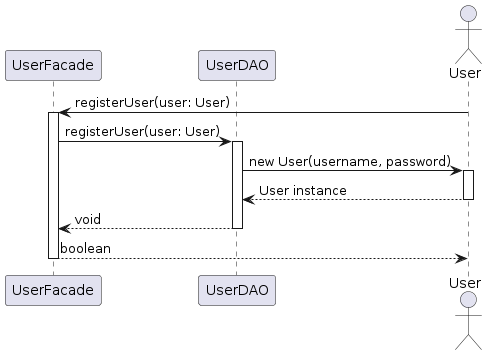 User
UserFacade
UserDAO
registerUser(user: User)
registerUser(user: User)
new User(username, password)
User instance
void
boolean
UserFacade
UserDAO
User